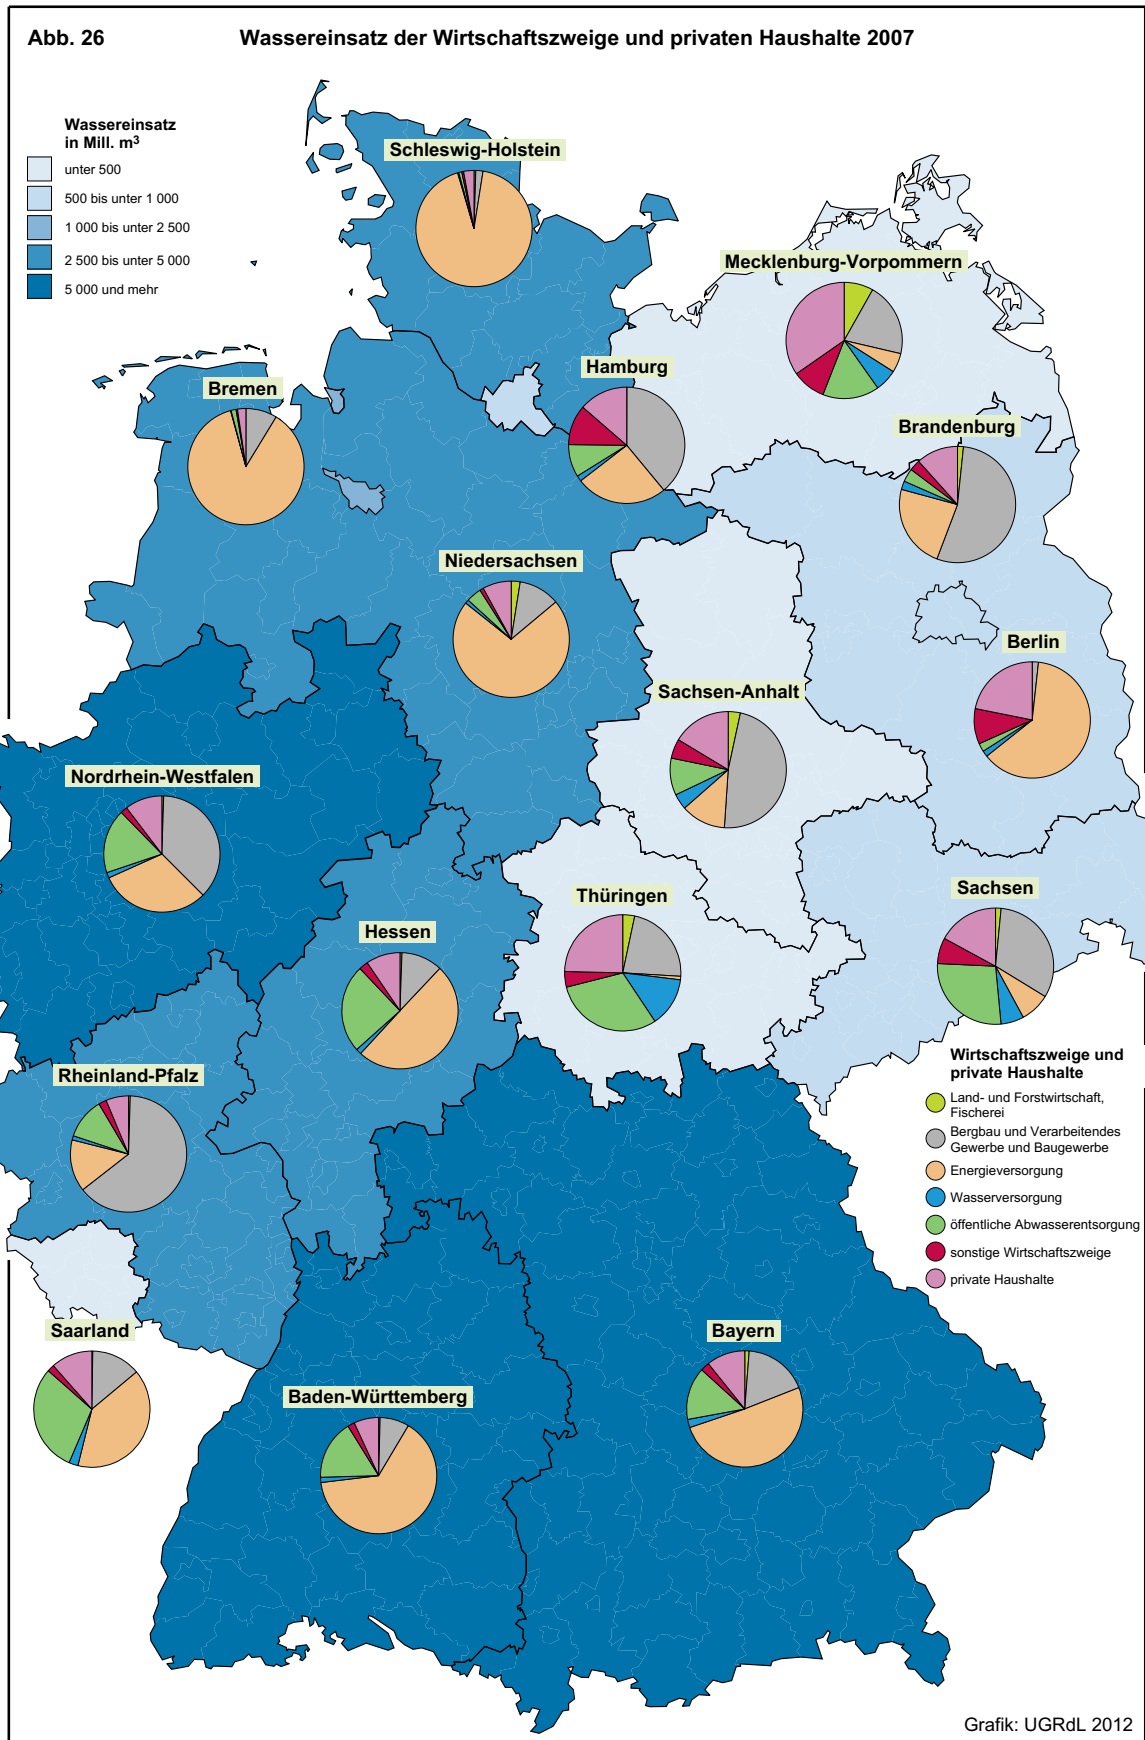 Abb. 26
Wassereinsatz der Wirtschaftszweige und privaten Haushalte 2007
Wassereinsatz
in Mill. m³
unter 500
500 bis unter 1 000
1 000 bis unter 2 500
2 500 bis unter 5 000
5 000 und mehr
Schleswig-Holstein
Mecklenburg-Vorpommern
Hamburg
Bremen
Brandenburg
Niedersachsen
Berlin
Sachsen-Anhalt
Nordrhein-Westfalen
Thüringen
Sachsen
Hessen
Rheinland-Pfalz
Wirtschaftszweige und
private Haushalte
Land- und Forstwirtschaft,
Fischerei
Bergbau und Verarbeitendes
Gewerbe und Baugewerbe
Energieversorgung
Wasserversorgung
öffentliche Abwasserentsorgung
sonstige Wirtschaftszweige
private Haushalte
Saarland
Bayern
Baden-Württemberg
Grafik: UGRdL 2012